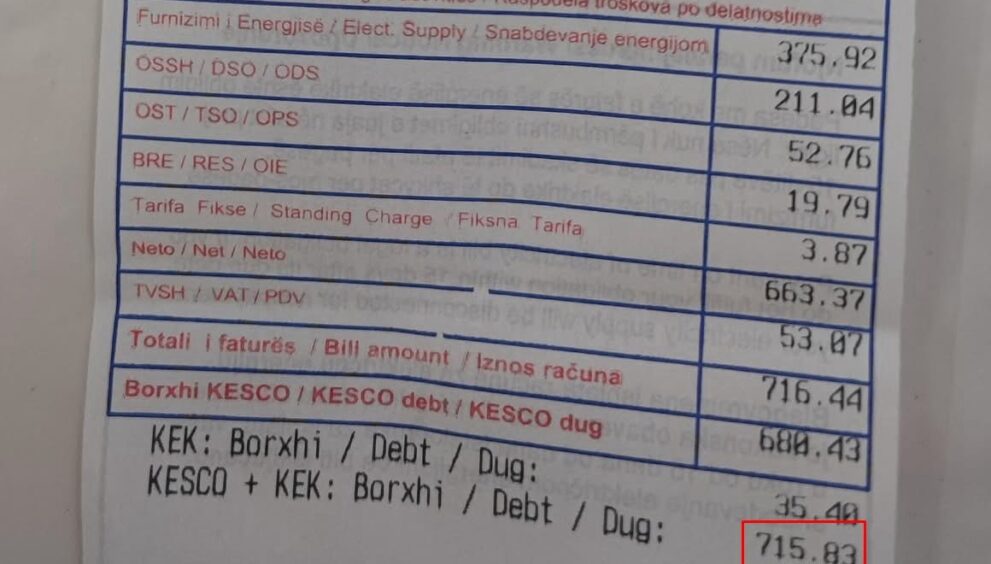 troškova po delatnostima
Furnizimi i Energjisë / Elect. Supply / Snabdevanje energijom 375.92
OSSH / DSO / ODS 211.04
OST / TSO / OPS 52.76
BRE / RES / OIE 19.79
Tarifa Fikse / Standing Charge / Fiksna Tarifa 3.87
Neto / Net / Neto 663.37
TVSH / VAT / PDV 53.07
Totali i faturës / Bill amount / Iznos računa 716.44
Borxhi KESCO / KESCO debt / KESCO dug 680.43
KEK: Borxhi / Debt / Dug: 35.40
KESCO + KEK: Borxhi / Debt / Dug: 715.83